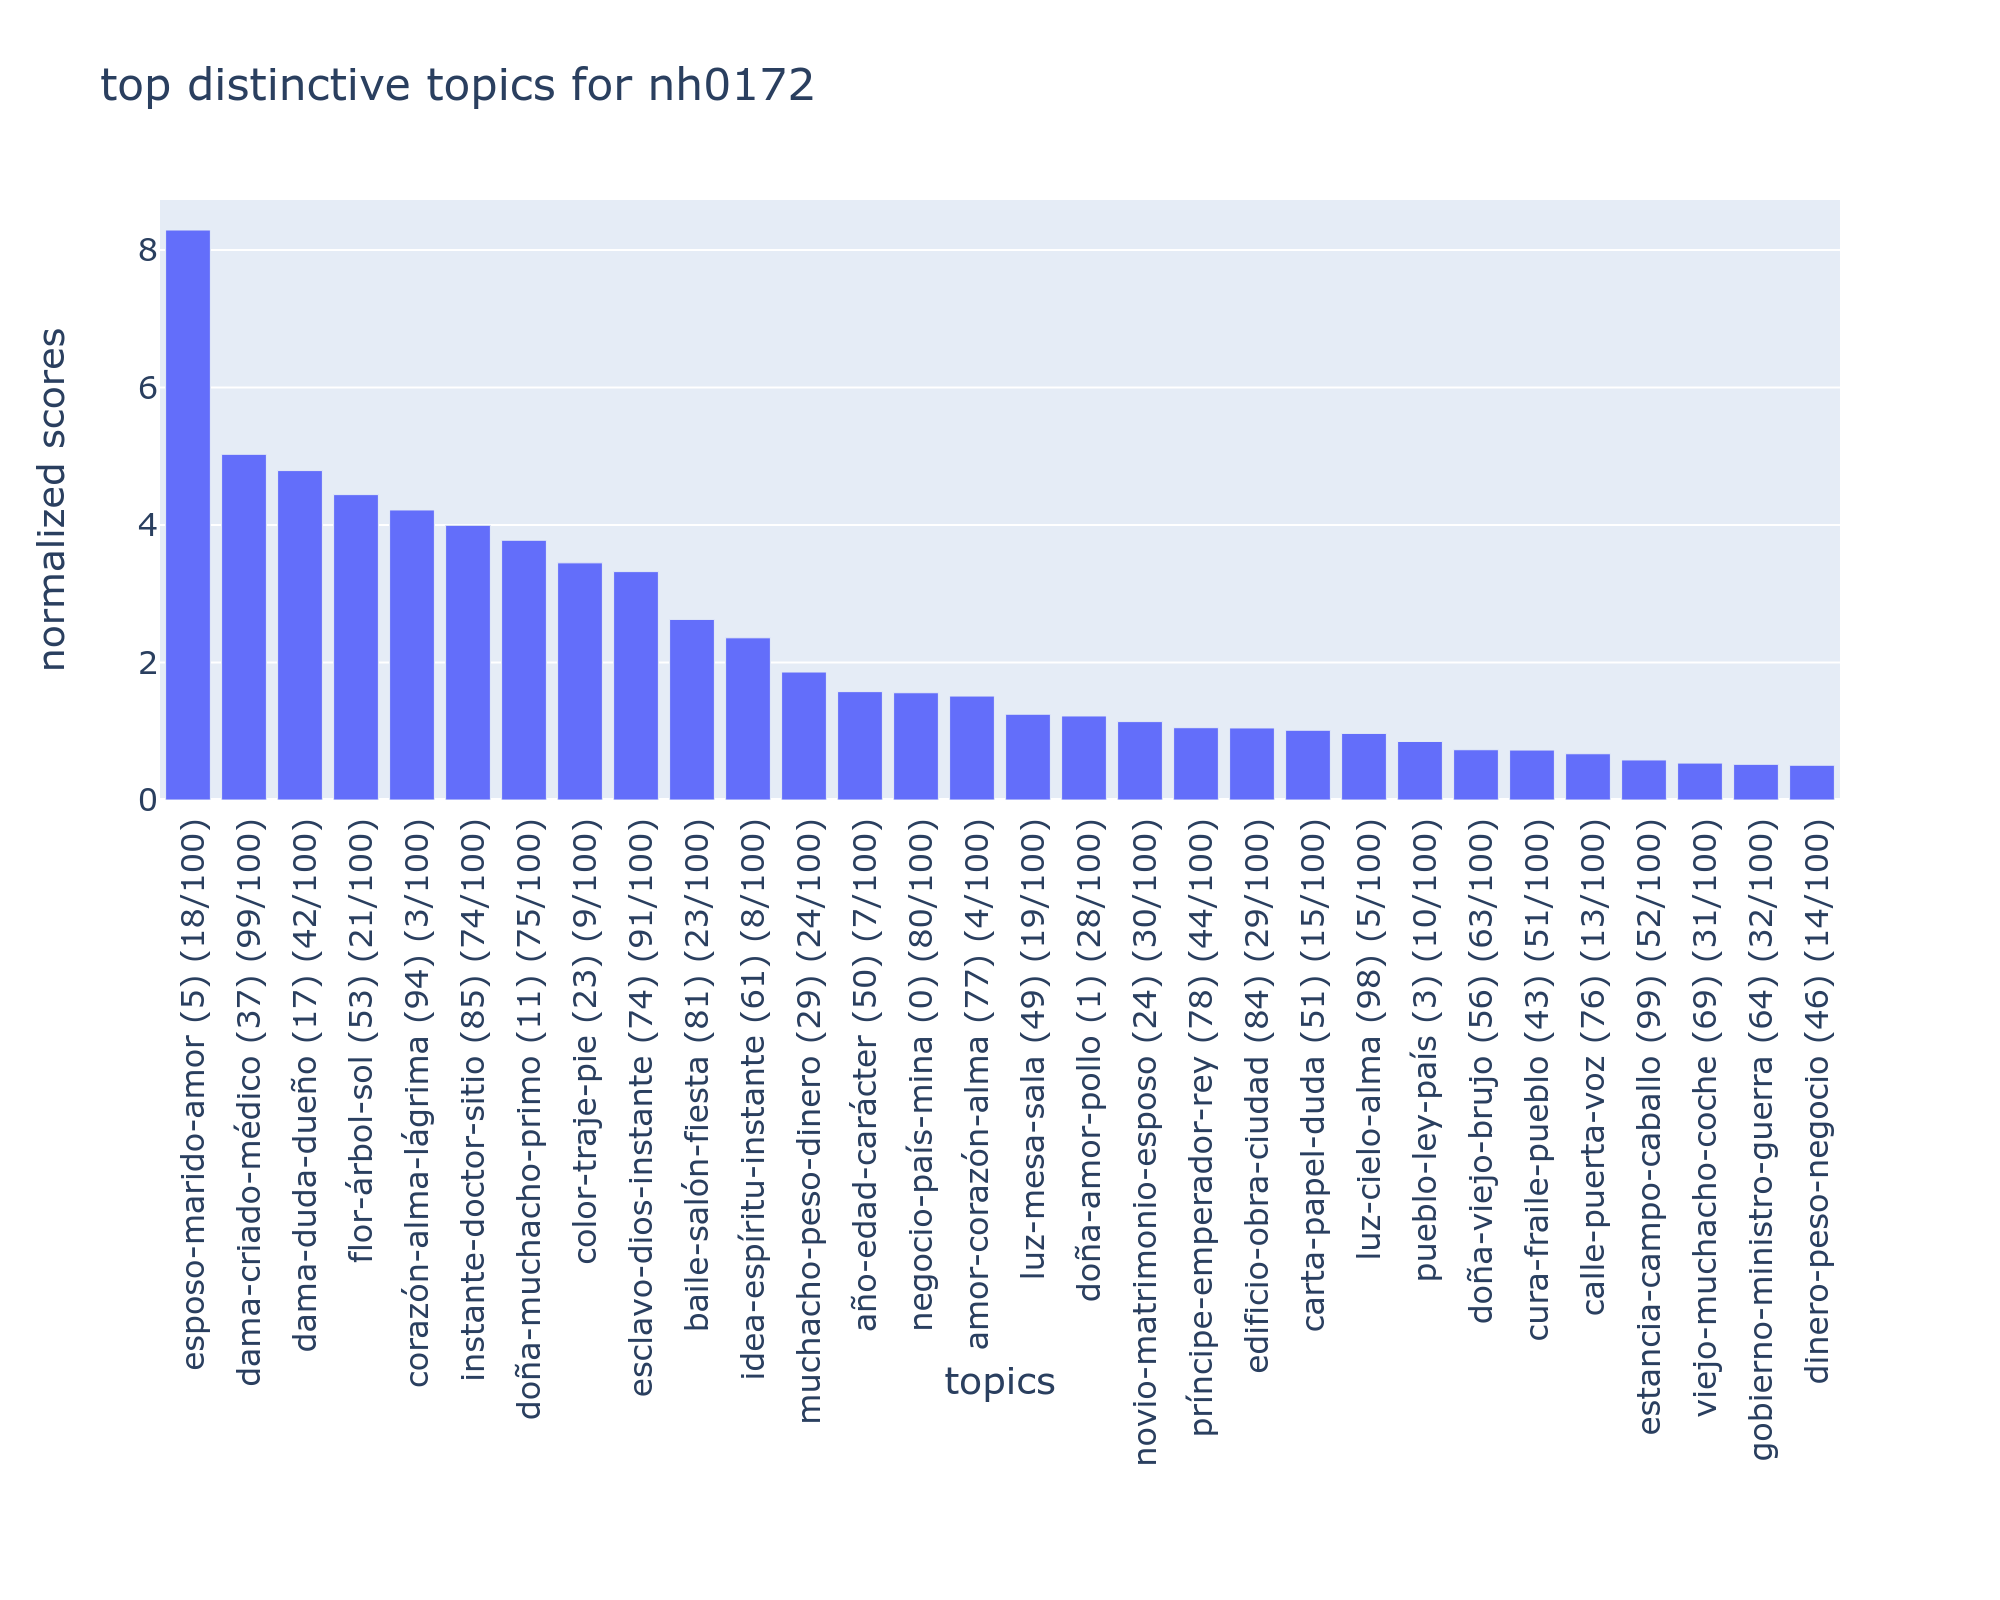 top distinctive topics for nh0172
normalized scores
8
6
4
2
0
esposo-marido-amor (5) (18/100)
dama-criado-médico (37) (99/100)
dama-duda-dueño (17) (42/100)
flor-árbol-sol (53) (21/100)
corazón-alma-lágrima (94) (3/100)
instante-doctor-sitio (85) (74/100)
doña-muchacho-primo (11) (75/100)
color-traje-pie (23) (9/100)
esclavo-dios-instante (74) (91/100)
baile-salón-fiesta (81) (23/100)
idea-espíritu-instante (61) (8/100)
muchacho-peso-dinero (29) (24/100)
año-edad-carácter (50) (7/100)
negocio-país-mina (0) (80/100)
amor-corazón-alma (77) (4/100)
luz-mesa-sala (49) (19/100)
doña-amor-pollo (1) (28/100)
novio-matrimonio-esposo (24) (30/100)
príncipe-emperador-rey (78) (44/100)
edificio-obra-ciudad (84) (29/100)
carta-papel-duda (51) (15/100)
luz-cielo-alma (98) (5/100)
pueblo-ley-país (3) (10/100)
doña-viejo-brujo (56) (63/100)
cura-fraile-pueblo (43) (51/100)
calle-puerta-voz (76) (13/100)
estancia-campo-caballo (99) (52/100)
viejo-muchacho-coche (69) (31/100)
gobierno-ministro-guerra (64) (32/100)
dinero-peso-negocio (46) (14/100)
topics